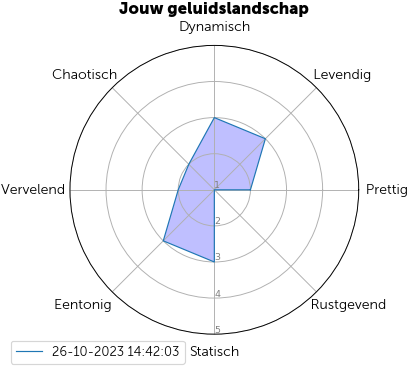 Jouw geluidslandschap
Dynamisch
Chaotisch
Levendig
Vervelend
1
Prettig
2
3
4
Eentonig
Rustgevend
5
26-10-2023 14:42:03
Statisch